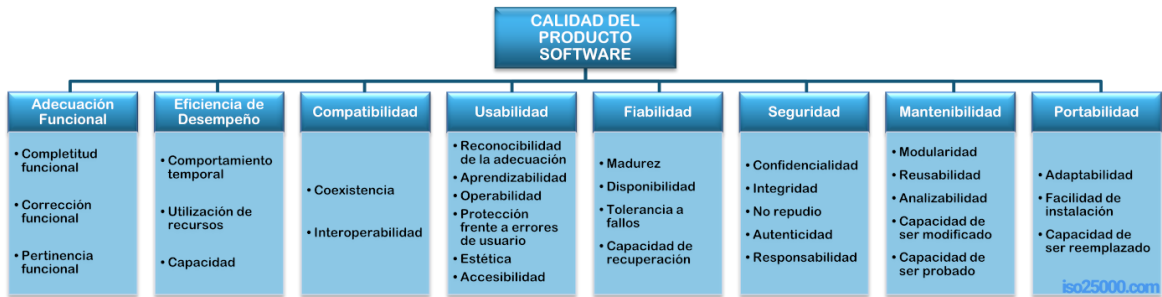 CALIDAD DEL
PRODUCTO
SOFTWARE
Adecuación
Funcional
• Completitud
funcional
• Corrección
funcional
• Pertinencia
funcional
Eficiencia de
Desempeño
• Comportamiento
temporal
• Utilización de
recursos
• Capacidad
Compatibilidad
• Coexistencia
• Interoperabilidad
Usabilidad
• Reconocibilidad
de la adecuación
• Aprendizabilidad
• Operabilidad
• Protección
frente a errores
de usuario
• Estética
• Accesibilidad
Fiabilidad
• Madurez
• Disponibilidad
• Tolerancia a
fallos
• Capacidad de
recuperación
Seguridad
• Confidencialidad
• Integridad
• No repudio
• Autenticidad
• Responsabilidad
Mantenibilidad
• Modularidad
• Reusabilidad
• Analizabilidad
• Capacidad de
ser modificado
• Capacidad de
ser probado
Portabilidad
• Adaptabilidad
• Facilidad de
instalación
• Capacidad de
ser reemplazado
iso25000.com